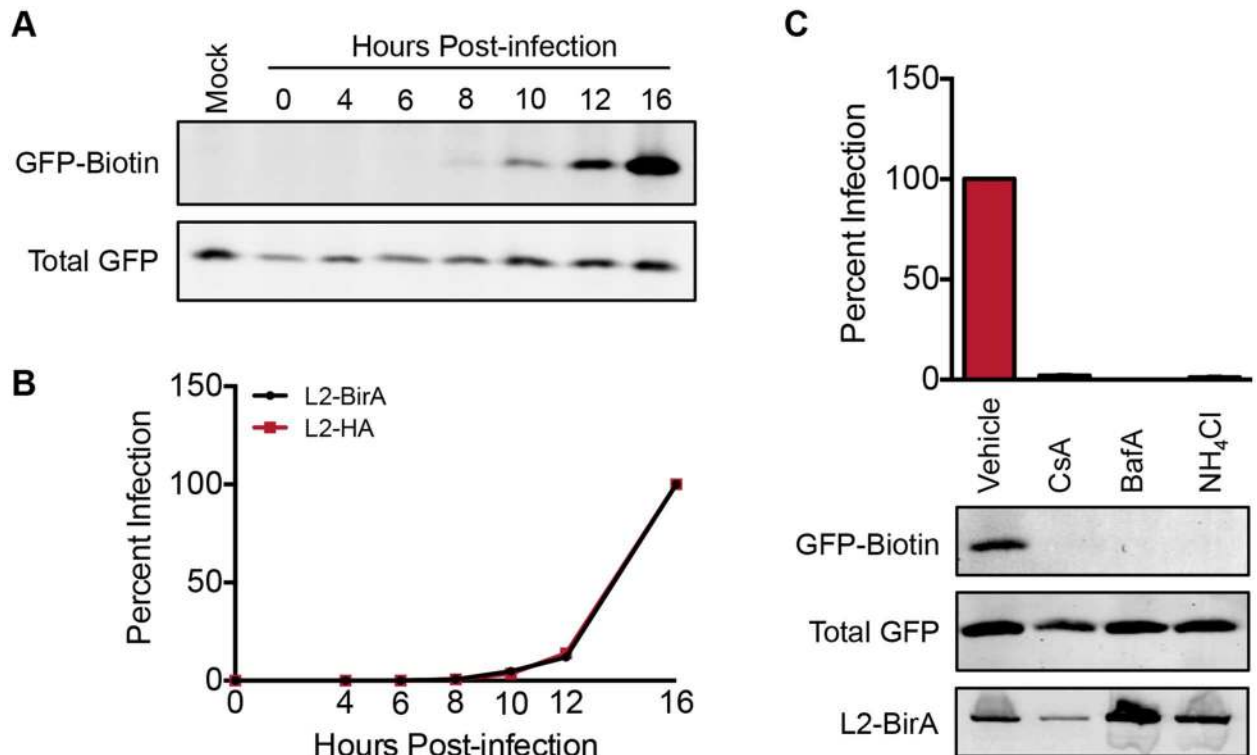 A
Hours Post-infection
Mock
0 4 6 8 10 12 16
GFP-Biotin
Total GFP
B
150
100
50
0
Percent Infection
L2-BirA
L2-HA
0 4 6 8 10 12 16
Hours Post-infection
C
150
100
50
0
Percent Infection
Vehicle
CsA
BafA
NH₄Cl
GFP-Biotin
Total GFP
L2-BirA